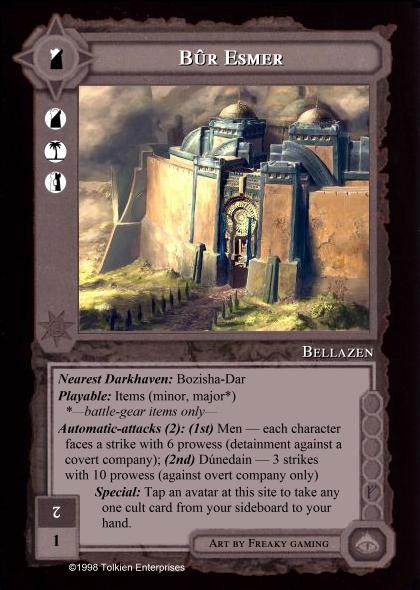 BÛR ESMER
BELLAZEN
Nearest Darkhaven: Bozisha-Dar
Playable: Items (minor, major*)
*—battle-gear items only—
Automatic-attacks (2): (1st) Men — each character
faces a strike with 6 prowess (detainment against a
covert company); (2nd) Dúnedain — 3 strikes
with 10 prowess (against overt company only)
Special: Tap an avatar at this site to take any
one cult card from your sideboard to your
hand.
2
1
ART BY FREAKY GAMING
©1998 Tolkien Enterprises